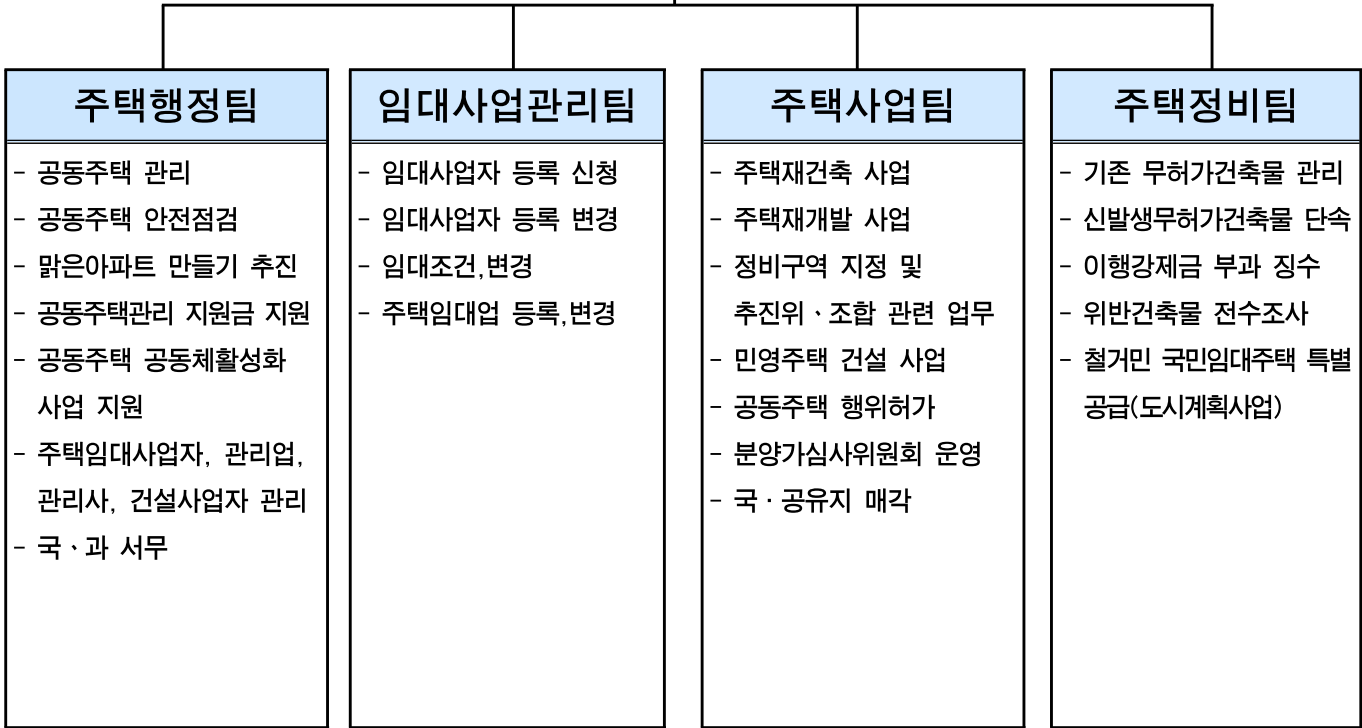 주택행정팀
- 공동주택 관리
- 공동주택 안전점검
- 맑은아파트 만들기 추진
- 공동주택관리 지원금 지원
- 공동주택 공동체활성화
사업 지원
- 주택임대사업자, 관리업,
관리사, 건설사업자 관리
- 국ㆍ과 서무
임대사업관리팀
- 임대사업자 등록 신청
- 임대사업자 등록 변경
- 임대조건,변경
- 주택임대업 등록,변경
주택사업팀
- 주택재건축 사업
- 주택재개발 사업
- 정비구역 지정 및
추진위ㆍ조합 관련 업무
- 민영주택 건설 사업
- 공동주택 행위허가
- 분양가심사위원회 운영
- 국·공유지 매각
주택정비팀
- 기존 무허가건축물 관리
- 신발생무허가건축물 단속
- 이행강제금 부과 징수
- 위반건축물 전수조사
- 철거민 국민임대주택 특별
공급(도시계획사업)